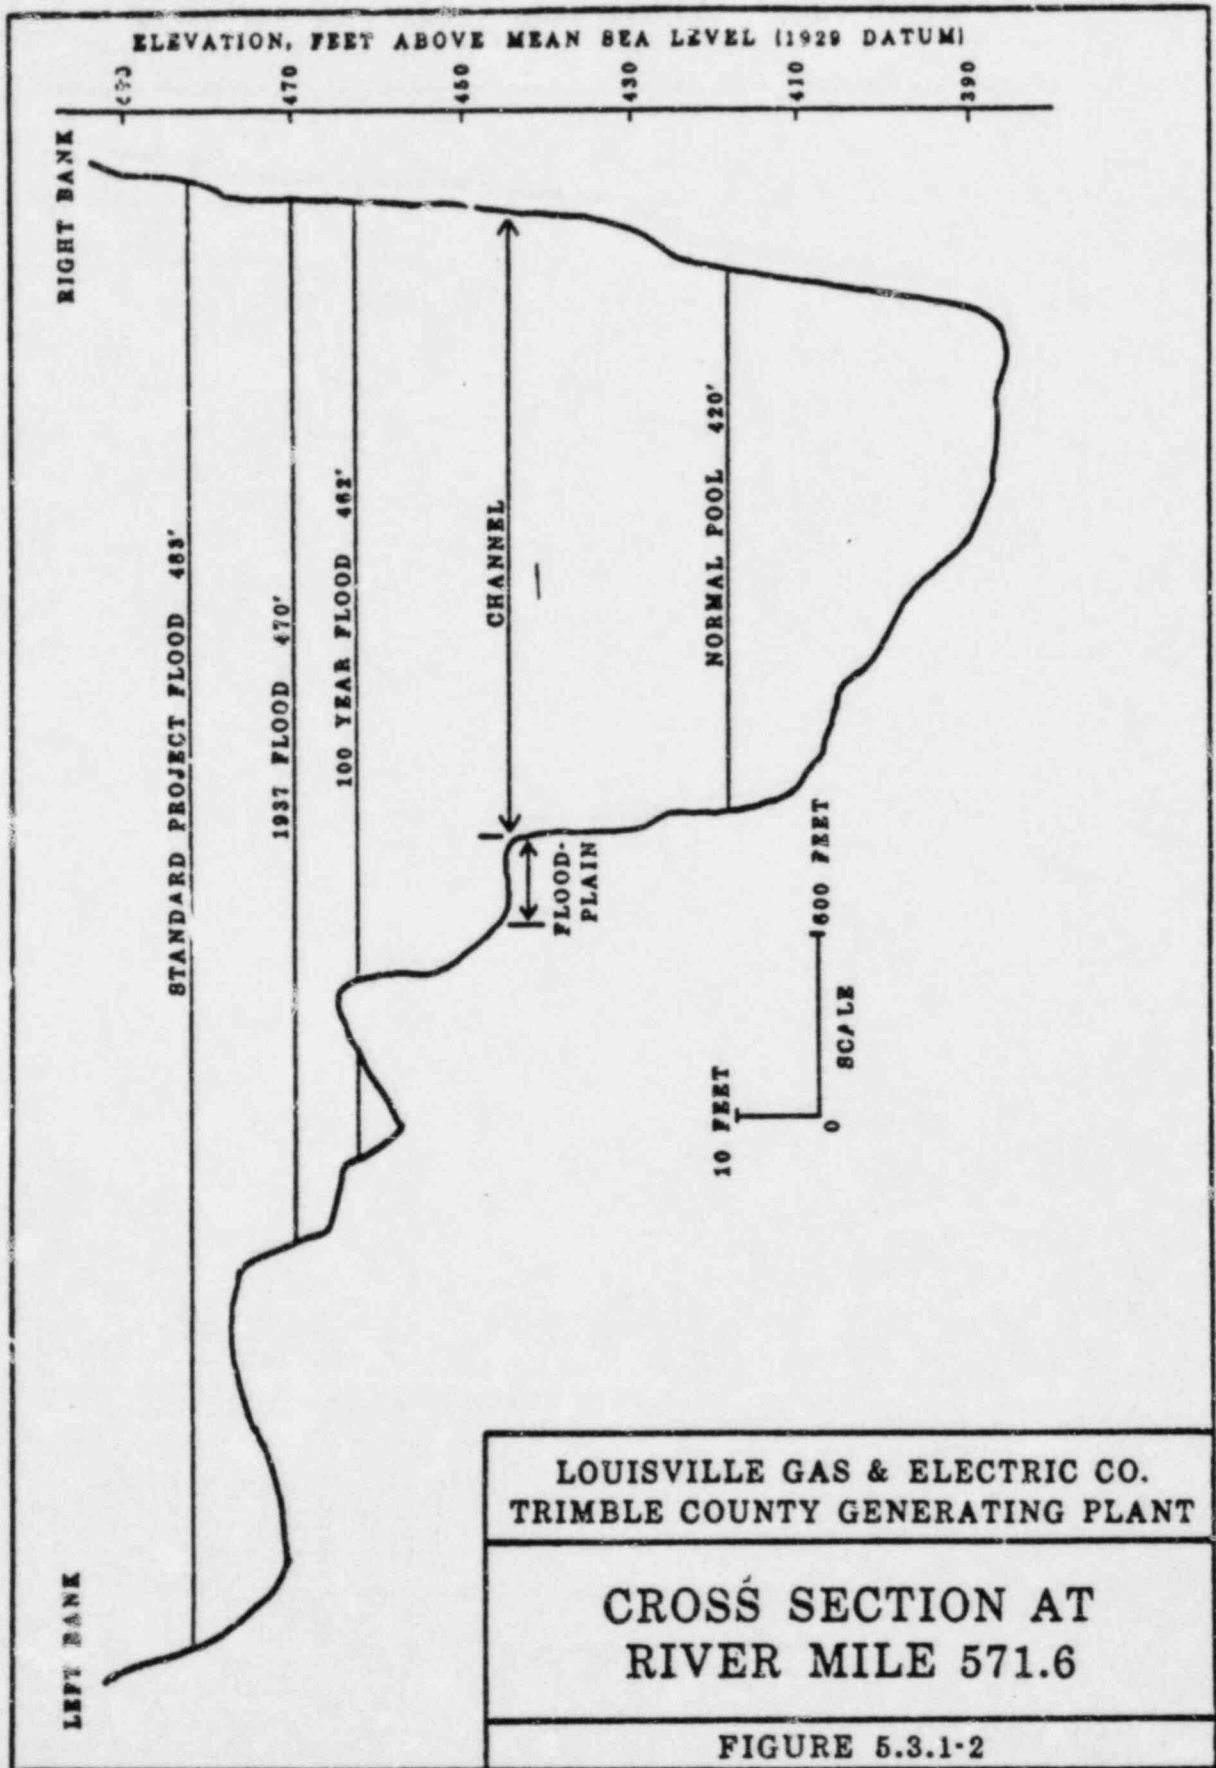 ELEVATION, FEET ABOVE MEAN SEA LEVEL (1929 DATUM)
490
470
450
430
410
390
RIGHT BANK
STANDARD PROJECT FLOOD 483'
1937 FLOOD 470'
100 YEAR FLOOD 462'
CHANNEL
NORMAL POOL 420'
FLOOD-
PLAIN
10 FEET
600 FEET
0
SCALE
LEFT BANK
LOUISVILLE GAS & ELECTRIC CO.
TRIMBLE COUNTY GENERATING PLANT
CROSS SECTION AT
RIVER MILE 571.6
FIGURE 5.3.1-2